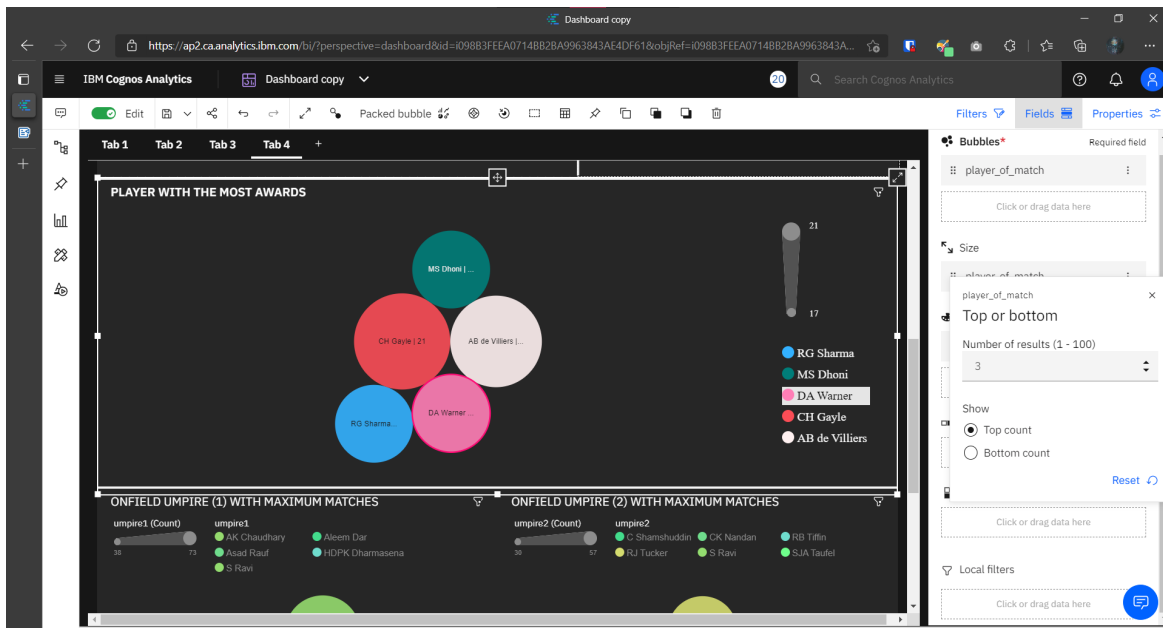 Dashboard copy
https://ap2.ca.analytics.ibm.com/bi/?perspective=dashboard&id=i098B3FEEA0714BB2BA9963843AE4DF61&objRef=i098B3FEEA0714BB2BA9963843A...
IBM Cognos Analytics
Dashboard copy
20
Search Cognos Analytics
Edit
Packed bubble
Filters
Fields
Properties
Tab 1
Tab 2
Tab 3
Tab 4
+
Bubbles*
Required field
player_of_match
Click or drag data here
Size
player_of_match
PLAYER WITH THE MOST AWARDS
MS Dhoni | ...
CH Gayle | 21
AB de Villiers |...
DA Warner ...
RG Sharma...
21
17
RG Sharma
MS Dhoni
DA Warner
CH Gayle
AB de Villiers
player_of_match
Top or bottom
Number of results (1 - 100)
3
Show
Top count
Bottom count
Reset
Click or drag data here
Local filters
Click or drag data here
ONFIELD UMPIRE (1) WITH MAXIMUM MATCHES
umpire1 (Count)
38
73
umpire1
AK Chaudhary
Aleem Dar
Asad Rauf
HDPK Dharmasena
S Ravi
ONFIELD UMPIRE (2) WITH MAXIMUM MATCHES
umpire2 (Count)
30
57
umpire2
C Shamshuddin
CK Nandan
RB Tiffin
RJ Tucker
S Ravi
SJA Taufel